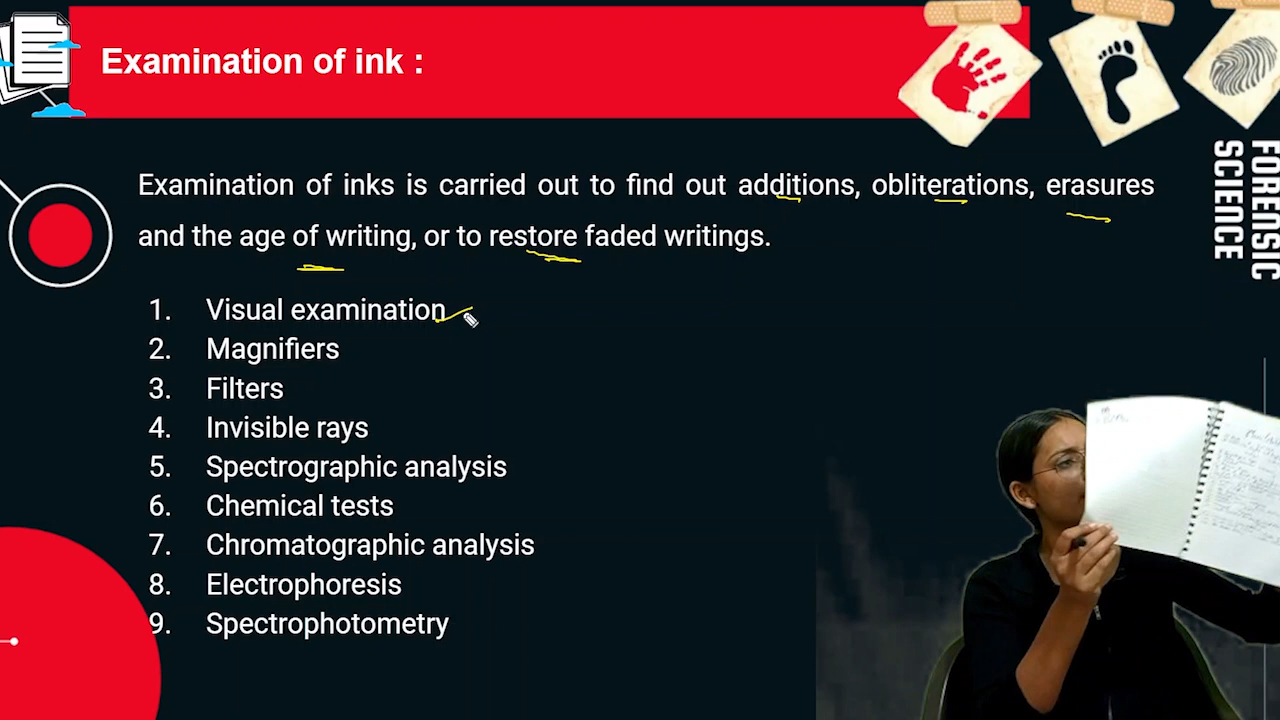 Examination of ink :
Examination of inks is carried out to find out additions, obliterations, erasures
and the age of writing, or to restore faded writings.
1. Visual examination
2. Magnifiers
3. Filters
4. Invisible rays
5. Spectrographic analysis
6. Chemical tests
7. Chromatographic analysis
8. Electrophoresis
9. Spectrophotometry
FORENSIC
SCIENCE